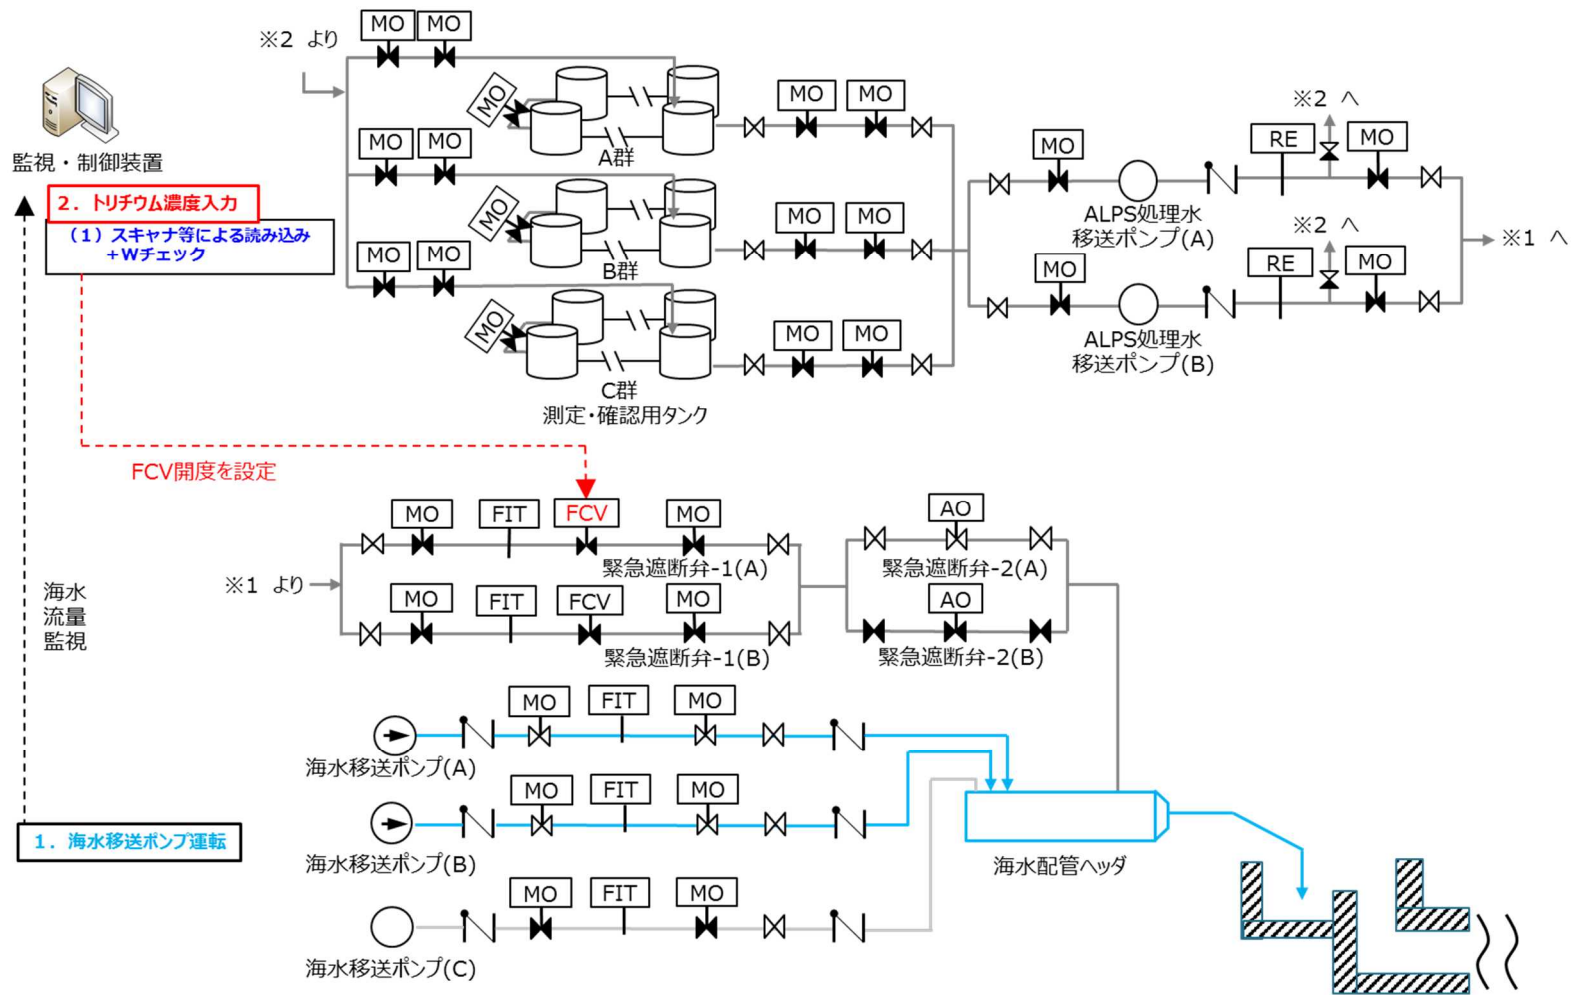 ※2 より
MO
MO
MO
MO
MO
MO
MO
MO
MO
A群
MO
MO
B群
MO
MO
C群
測定・確認用タンク
MO
MO
MO
RE
※2 へ
MO
ALPS処理水
移送ポンプ(A)
MO
RE
※2 へ
MO
ALPS処理水
移送ポンプ(B)
※1 へ
監視・制御装置
2．トリチウム濃度入力
(1) スキャナ等による読み込み
+Wチェック
FCV開度を設定
海水
流量
監視
1．海水移送ポンプ運転
※1 より
MO
FIT
FCV
MO
緊急遮断弁-1(A)
MO
FIT
FCV
MO
緊急遮断弁-1(B)
AO
緊急遮断弁-2(A)
AO
緊急遮断弁-2(B)
MO
FIT
MO
海水移送ポンプ(A)
MO
FIT
MO
海水移送ポンプ(B)
MO
FIT
MO
海水移送ポンプ(C)
海水配管ヘッダ